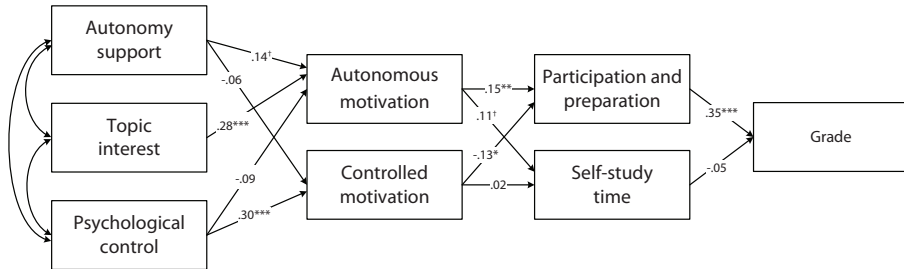 Autonomy
support
Topic
interest
Psychological
control
.14†
-.06
.28***
-.09
.30***
Autonomous
motivation
Controlled
motivation
.15**
.11†
-.13*
.02
Participation and
preparation
Self-study
time
.35***
-.05
Grade